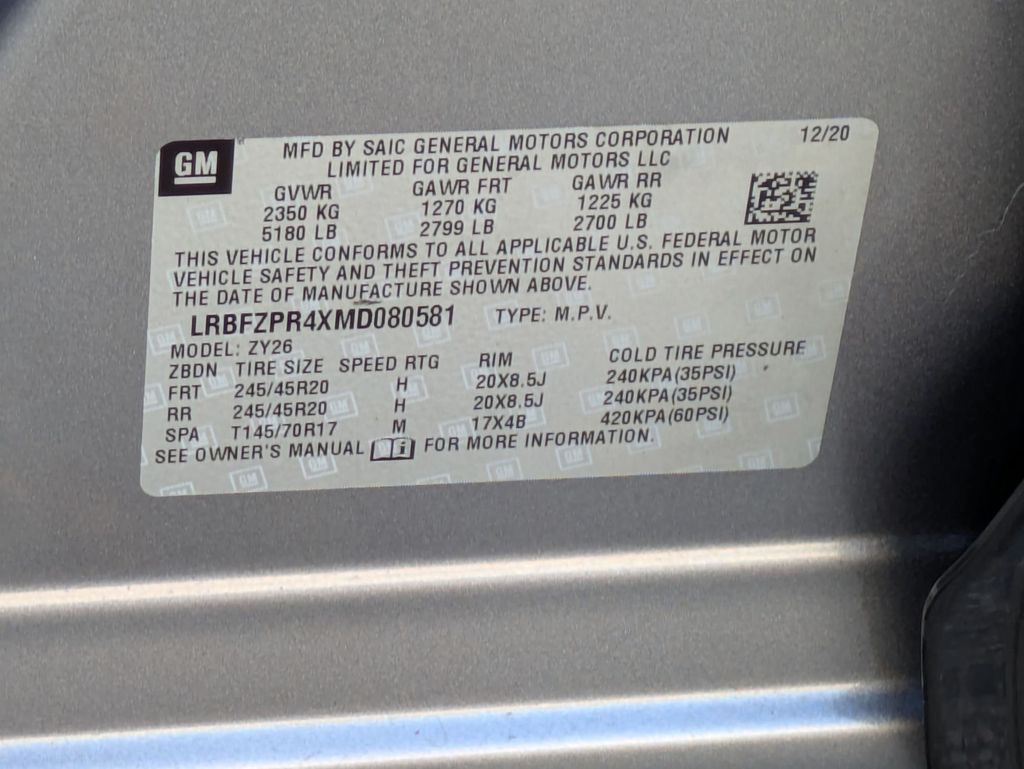 GM
MFD BY SAIC GENERAL MOTORS CORPORATION 12/20
LIMITED FOR GENERAL MOTORS LLC
GVWR GAWR FRT GAWR RR
2350 KG 1270 KG 1225 KG
5180 LB 2799 LB 2700 LB
THIS VEHICLE CONFORMS TO ALL APPLICABLE U.S. FEDERAL MOTOR
VEHICLE SAFETY AND THEFT PREVENTION STANDARDS IN EFFECT ON
THE DATE OF MANUFACTURE SHOWN ABOVE.
LRBFZPR4XMD080581 TYPE: M.P.V.
MODEL: ZY26
ZBDN TIRE SIZE SPEED RTG RIM COLD TIRE PRESSURE
FRT 245/45R20 H 20X8.5J 240KPA(35PSI)
RR 245/45R20 H 20X8.5J 240KPA(35PSI)
SPA T145/70R17 M 17X4B 420KPA(60PSI)
SEE OWNER'S MANUAL FOR MORE INFORMATION.